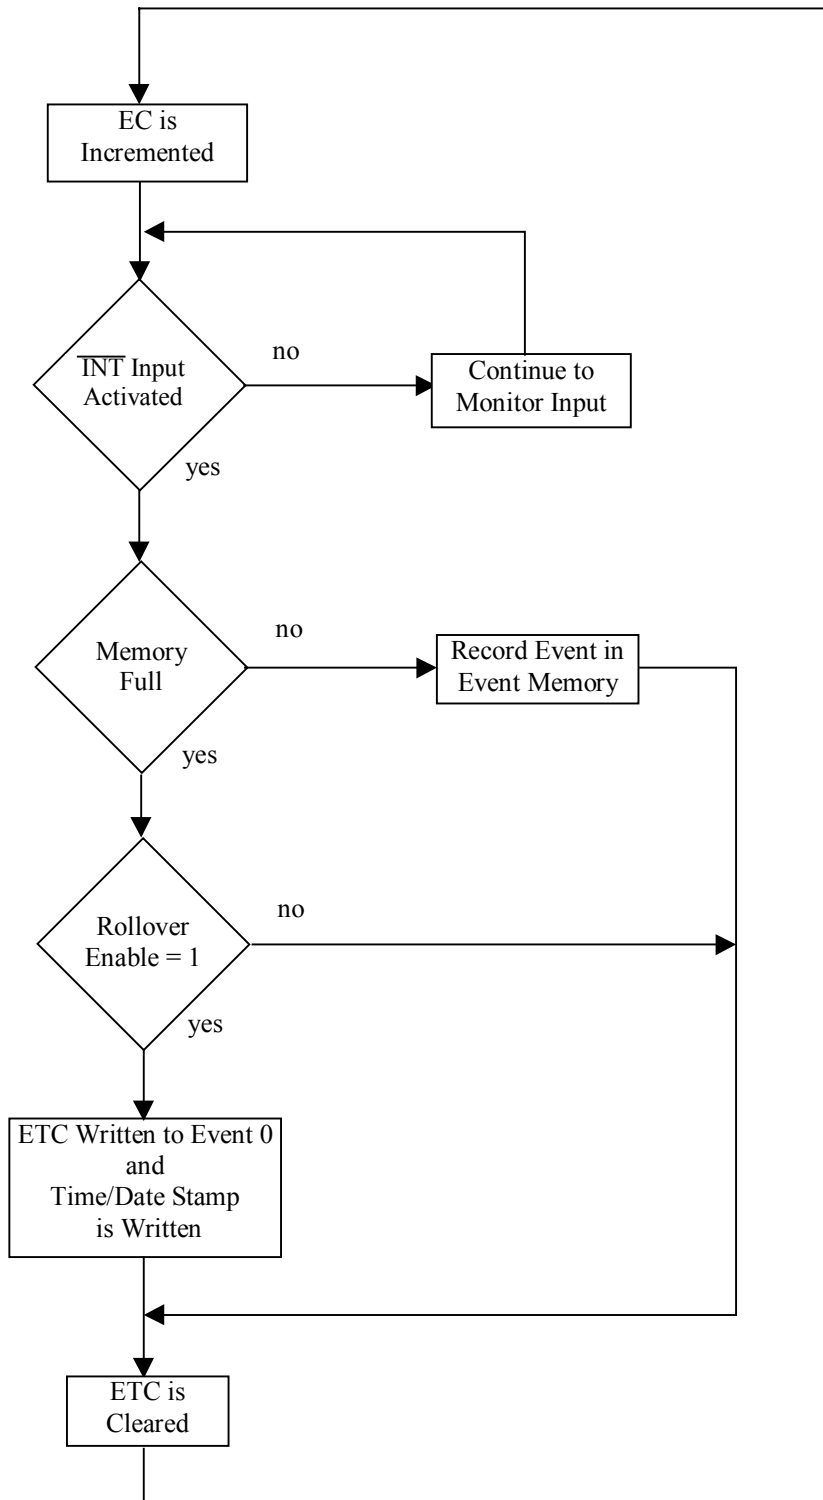 EC is
Incremented
INT Input
Activated
no
Continue to
Monitor Input
yes
Memory
Full
no
Record Event in
Event Memory
yes
Rollover
Enable = 1
no
yes
ETC Written to Event 0
and
Time/Date Stamp
is Written
ETC is
Cleared